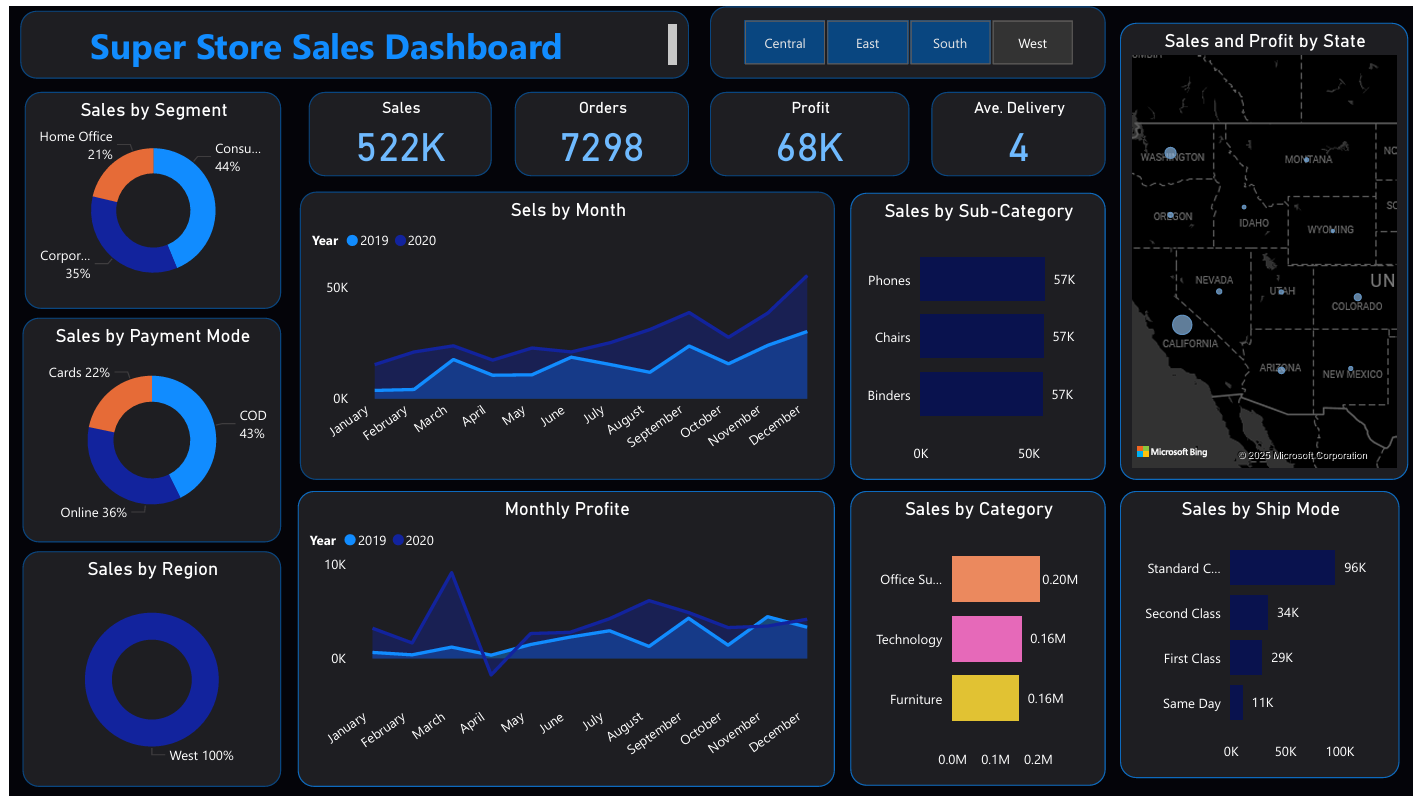 Super Store Sales Dashboard
Central
East
South
West
Sales by Segment
Home Office
21%
Consu...
44%
Corpor...
35%
Sales
522K
Orders
7298
Profit
68K
Ave. Delivery
4
Sales and Profit by State
WASHINGTON
MONTANA
NO
OREGON
IDAHO
WYOMING
SO
NEVADA
UTAH
UN
COLORADO
CALIFORNIA
ARIZONA
NEW MEXICO
Microsoft Bing
© 2025 Microsoft Corporation
Sels by Month
Year 2019 2020
50K
0K
January
February
March
April
May
June
July
August
September
October
November
December
Sales by Sub-Category
Phones 57K
Chairs 57K
Binders 57K
0K 50K
Sales by Payment Mode
Cards 22%
COD
43%
Online 36%
Monthly Profite
Year 2019 2020
10K
0K
January
February
March
April
May
June
July
August
September
October
November
December
Sales by Category
Office Su... 0.20M
Technology 0.16M
Furniture 0.16M
0.0M 0.1M 0.2M
Sales by Ship Mode
Standard C... 96K
Second Class 34K
First Class 29K
Same Day 11K
0K 50K 100K
Sales by Region
West 100%